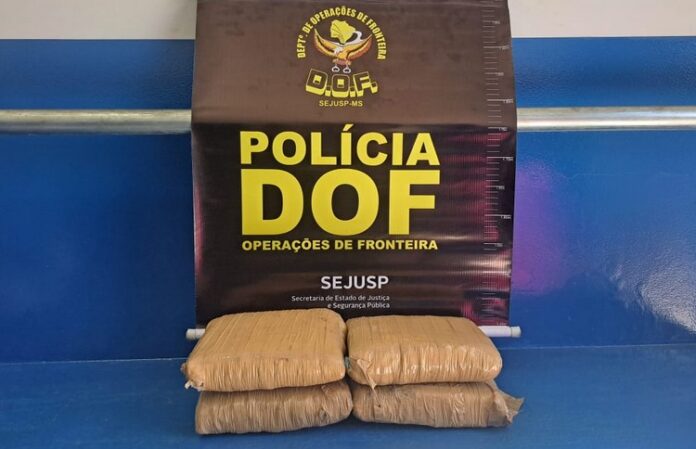 DEPTº. DE OPERAÇÕES DE FRONTEIRA
D.O.F.
SEJUSP-MS
POLÍCIA
DOF
OPERAÇÕES DE FRONTEIRA
SEJUSP
Secretaria de Estado de Justiça
e Segurança Pública